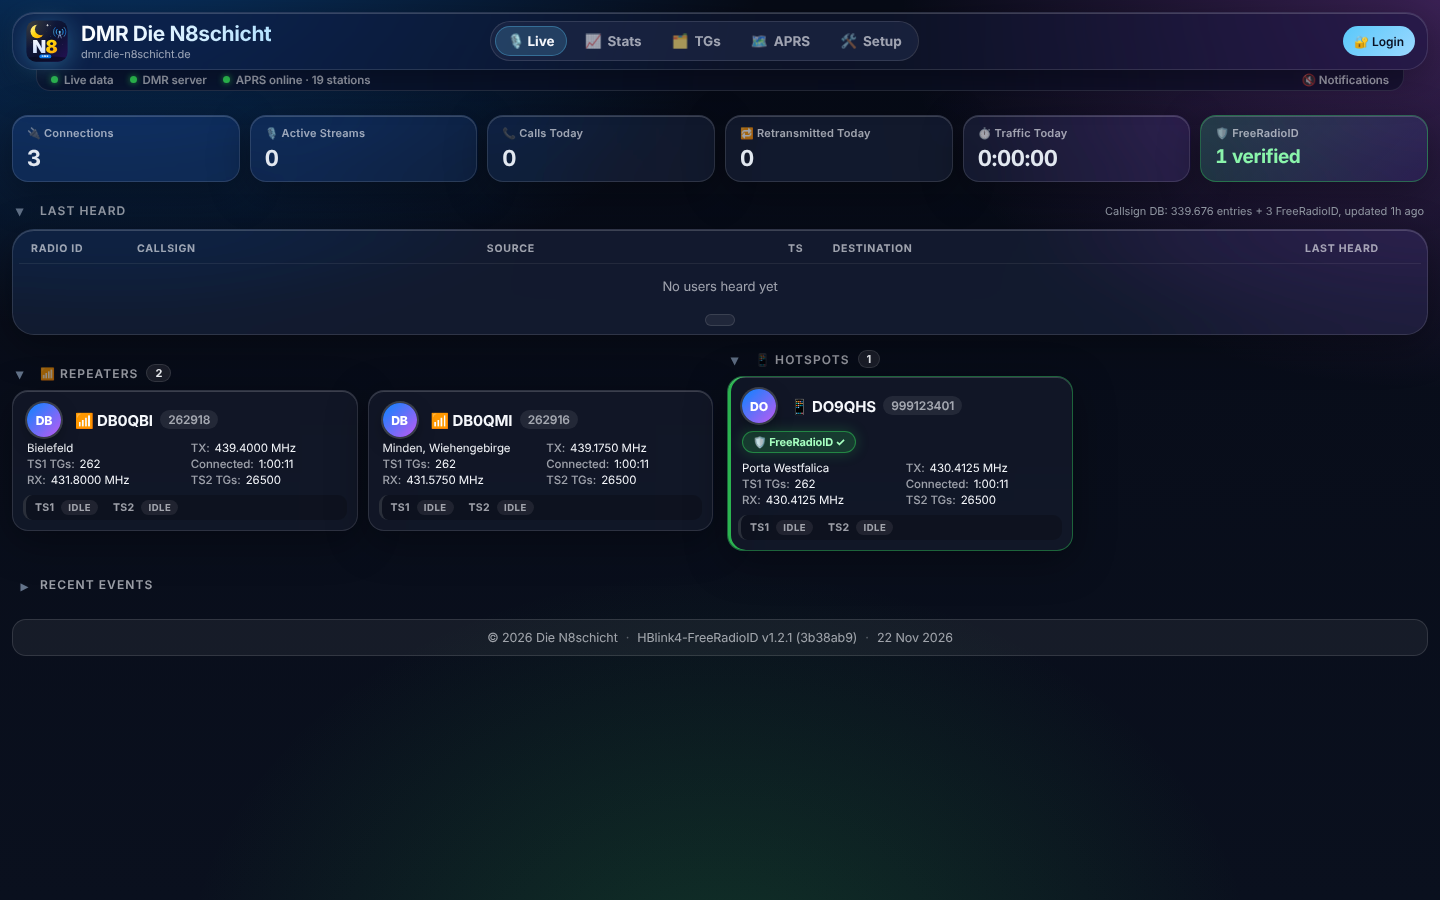 N8
DMR Die N8schicht
dmr.die-n8schicht.de
Live
Stats
TGs
APRS
Setup
Login
Live data
DMR server
APRS online · 19 stations
Notifications
Connections
3
Active Streams
0
Calls Today
0
Retransmitted Today
0
Traffic Today
0:00:00
FreeRadioID
1 verified
LAST HEARD
Callsign DB: 339.676 entries + 3 FreeRadioID, updated 1h ago
RADIO ID CALLSIGN SOURCE TS DESTINATION LAST HEARD
No users heard yet
REPEATERS 2
DB DB0QBI 262918
Bielefeld TX: 439.4000 MHz
TS1 TGs: 262 Connected: 1:00:11
RX: 431.8000 MHz TS2 TGs: 26500
TS1 IDLE TS2 IDLE
DB DB0QMI 262916
Minden, Wiehengebirge TX: 439.1750 MHz
TS1 TGs: 262 Connected: 1:00:11
RX: 431.5750 MHz TS2 TGs: 26500
TS1 IDLE TS2 IDLE
HOTSPOTS 1
DO DO9QHS 999123401
FreeRadioID ✓
Porta Westfalica TX: 430.4125 MHz
TS1 TGs: 262 Connected: 1:00:11
RX: 430.4125 MHz TS2 TGs: 26500
TS1 IDLE TS2 IDLE
RECENT EVENTS
© 2026 Die N8schicht · HBlink4-FreeRadioID v1.2.1 (3b38ab9) · 22 Nov 2026